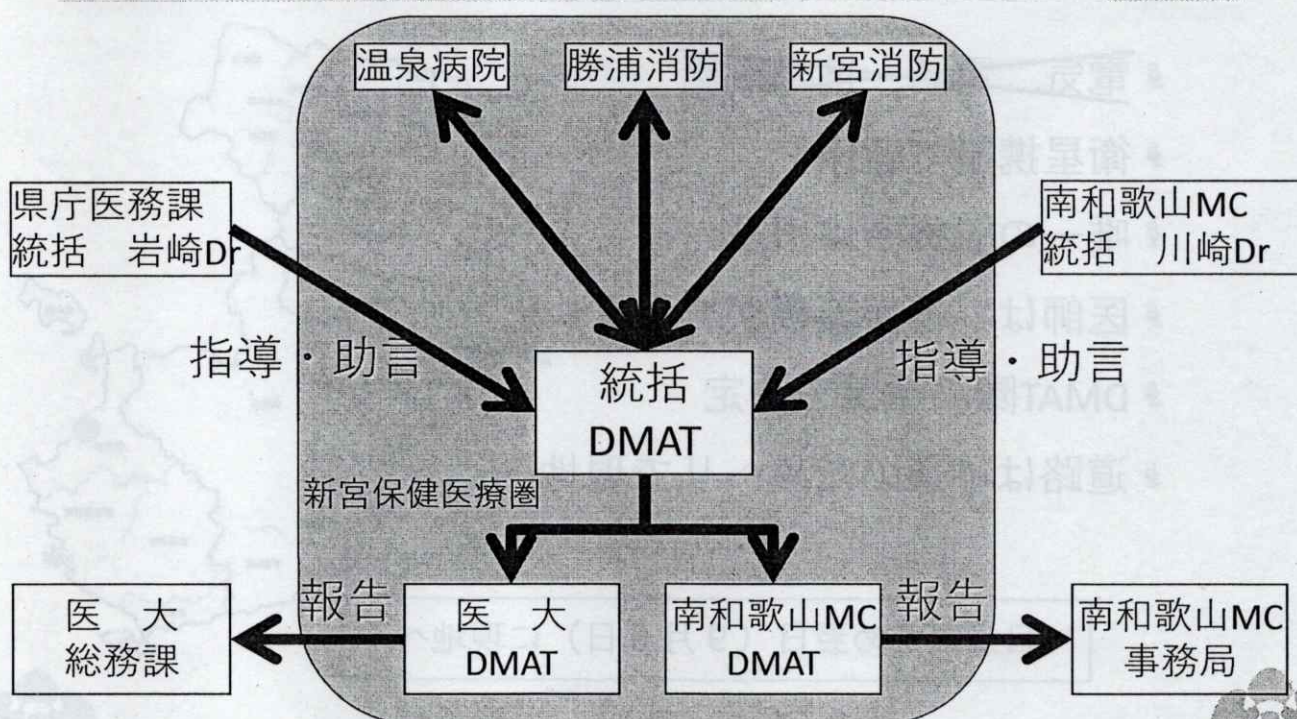 温泉病院
勝浦消防
新宮消防
県庁医務課
統括 岩崎Dr
南和歌山MC
統括 川崎Dr
指導・助言
指導・助言
統括
DMAT
新宮保健医療圏
報告
報告
医 大
総務課
医 大
DMAT
南和歌山MC
DMAT
南和歌山MC
事務局